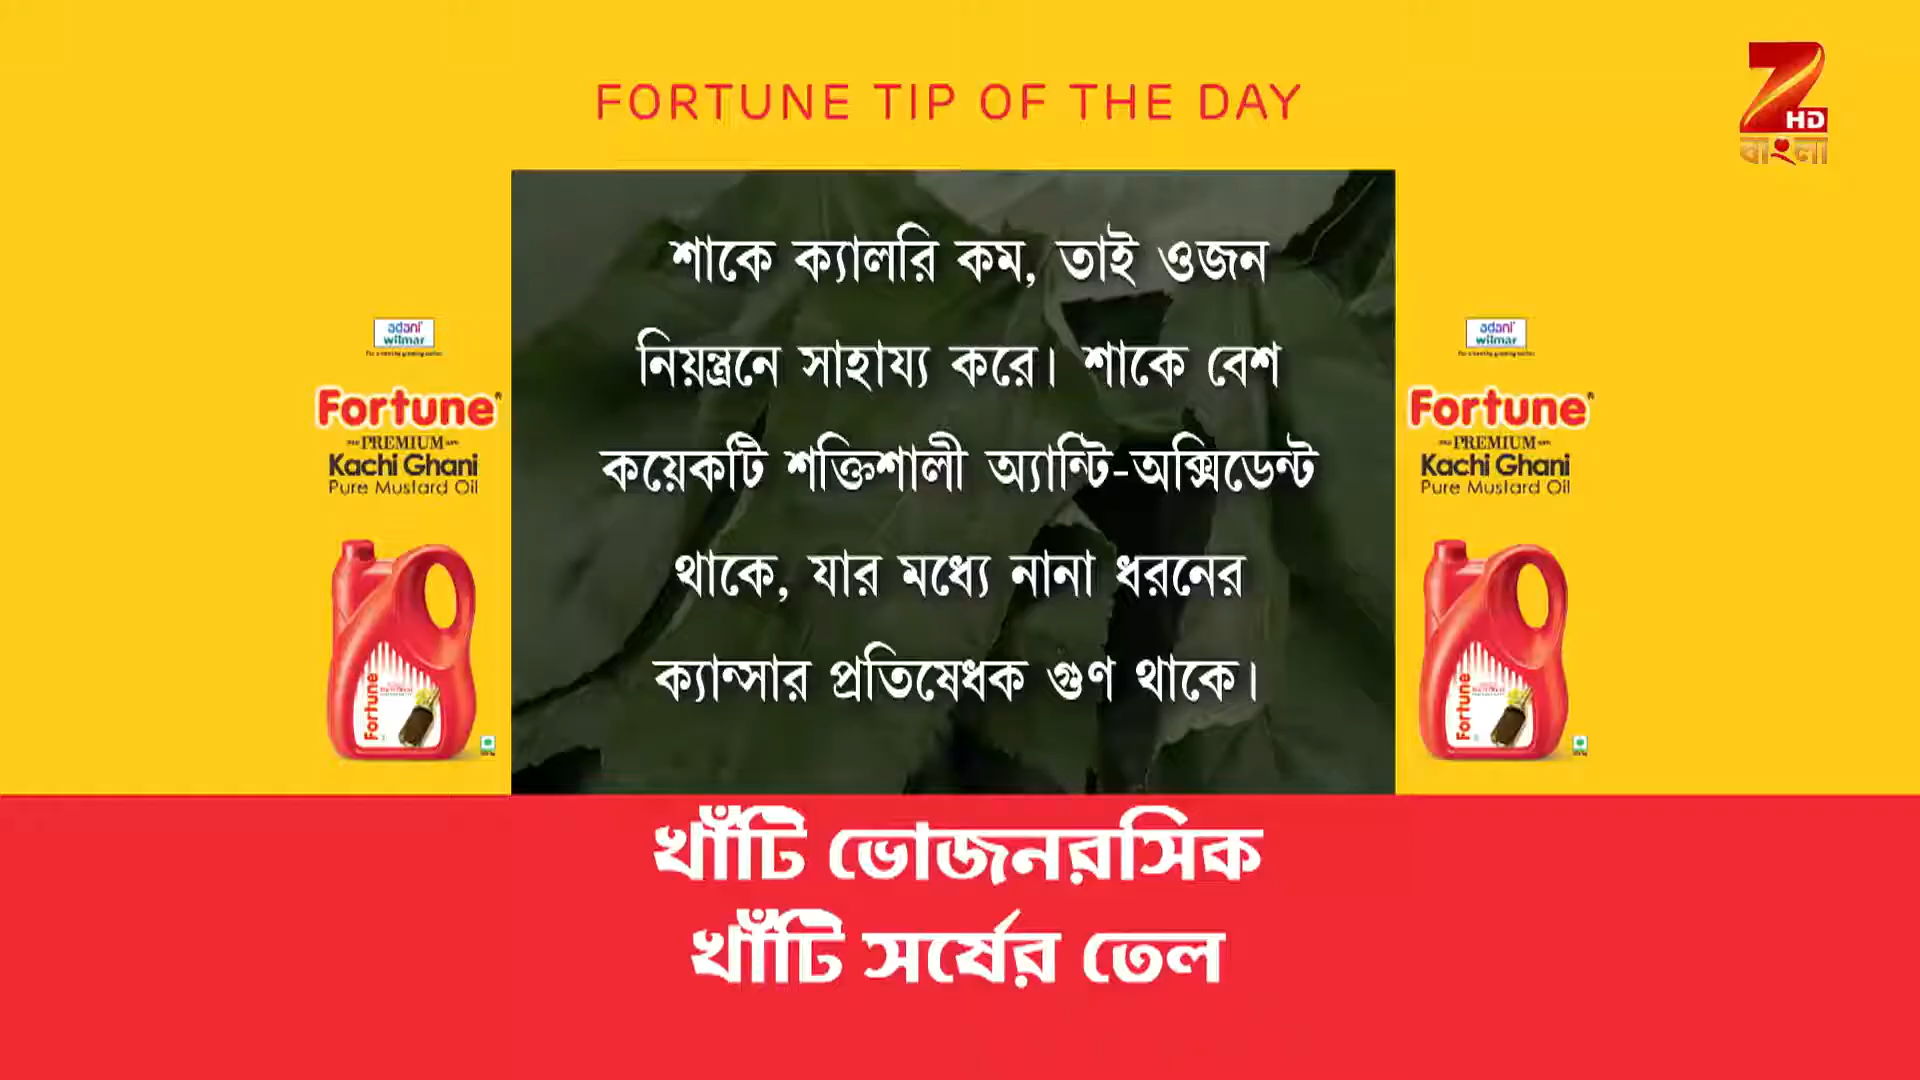 FORTUNE TIP OF THE DAY
Z HD
বাংলা
শাকে ক্যালরি কম, তাই ওজন
নিয়ন্ত্রনে সাহায্য করে। শাকে বেশ
কয়েকটি শক্তিশালী অ্যান্টি-অক্সিডেন্ট
থাকে, যার মধ্যে নানা ধরনের
ক্যান্সার প্রতিষেধক গুণ থাকে।
adani
wilmar
Fortune
PREMIUM
Kachi Ghani
Pure Mustard Oil
Fortune
adani
wilmar
Fortune
PREMIUM
Kachi Ghani
Pure Mustard Oil
Fortune
খাঁটি ভোজনরসিক
খাঁটি সর্ষের তেল